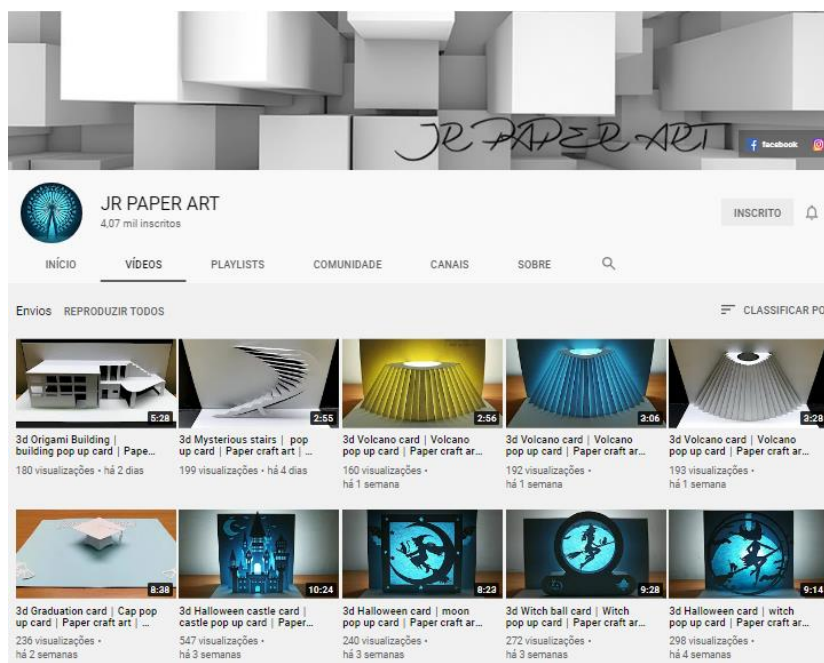 JR PAPER ART
facebook
JR PAPER ART
4,07 mil inscritos
INSCRITO
INÍCIO VÍDEOS PLAYLISTS COMUNIDADE CANAIS SOBRE
Envios REPRODUZIR TODOS
CLASSIFICAR PO
5:28
2:55
2:56
3:06
3:28
3d Origami Building |
building pop up card | Pape...
180 visualizações • há 2 dias
3d Mysterious stairs | pop
up card | Paper craft art | ...
199 visualizações • há 4 dias
3d Volcano card | Volcano
pop up card | Paper craft ar...
160 visualizações •
há 1 semana
3d Volcano card | Volcano
pop up card | Paper craft ar...
192 visualizações •
há 1 semana
3d Volcano card | Volcano
pop up card | Paper craft ar...
193 visualizações •
há 1 semana
8:38
10:24
8:23
9:28
9:14
3d Graduation card | Cap pop
up card | Paper craft art | ...
236 visualizações •
há 2 semanas
3d Halloween castle card |
castle pop up card | Paper...
547 visualizações •
há 3 semanas
3d Halloween card | moon
pop up card | Paper craft ar...
240 visualizações •
há 3 semanas
3d Witch ball card | Witch
pop up card | Paper craft ar...
272 visualizações •
há 3 semanas
3d Halloween card | witch
pop up card | Paper craft ar...
298 visualizações •
há 4 semanas